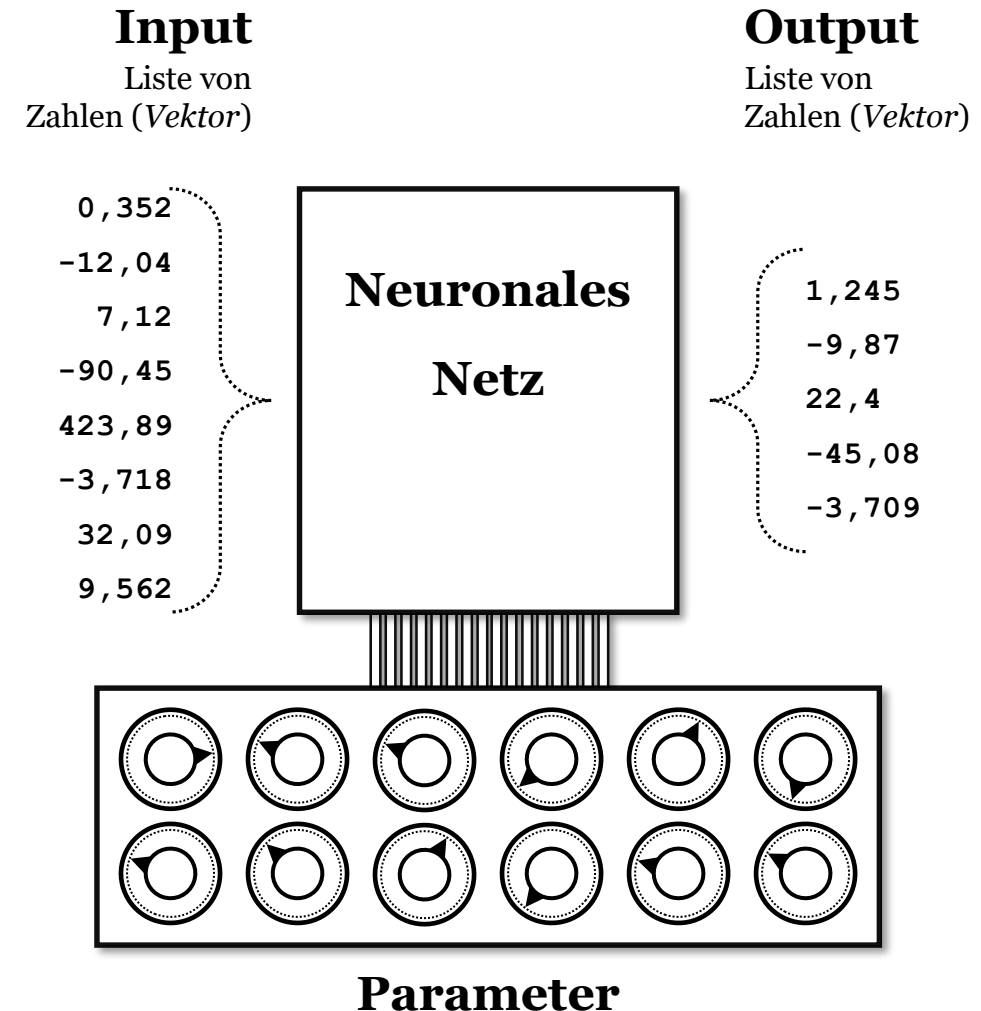 Input
Liste von
Zahlen (Vektor)
0,352
-12,04
7,12
-90,45
423,89
-3,718
32,09
9,562
Neuronales
Netz
Output
Liste von
Zahlen (Vektor)
1,245
-9,87
22,4
-45,08
-3,709
Parameter